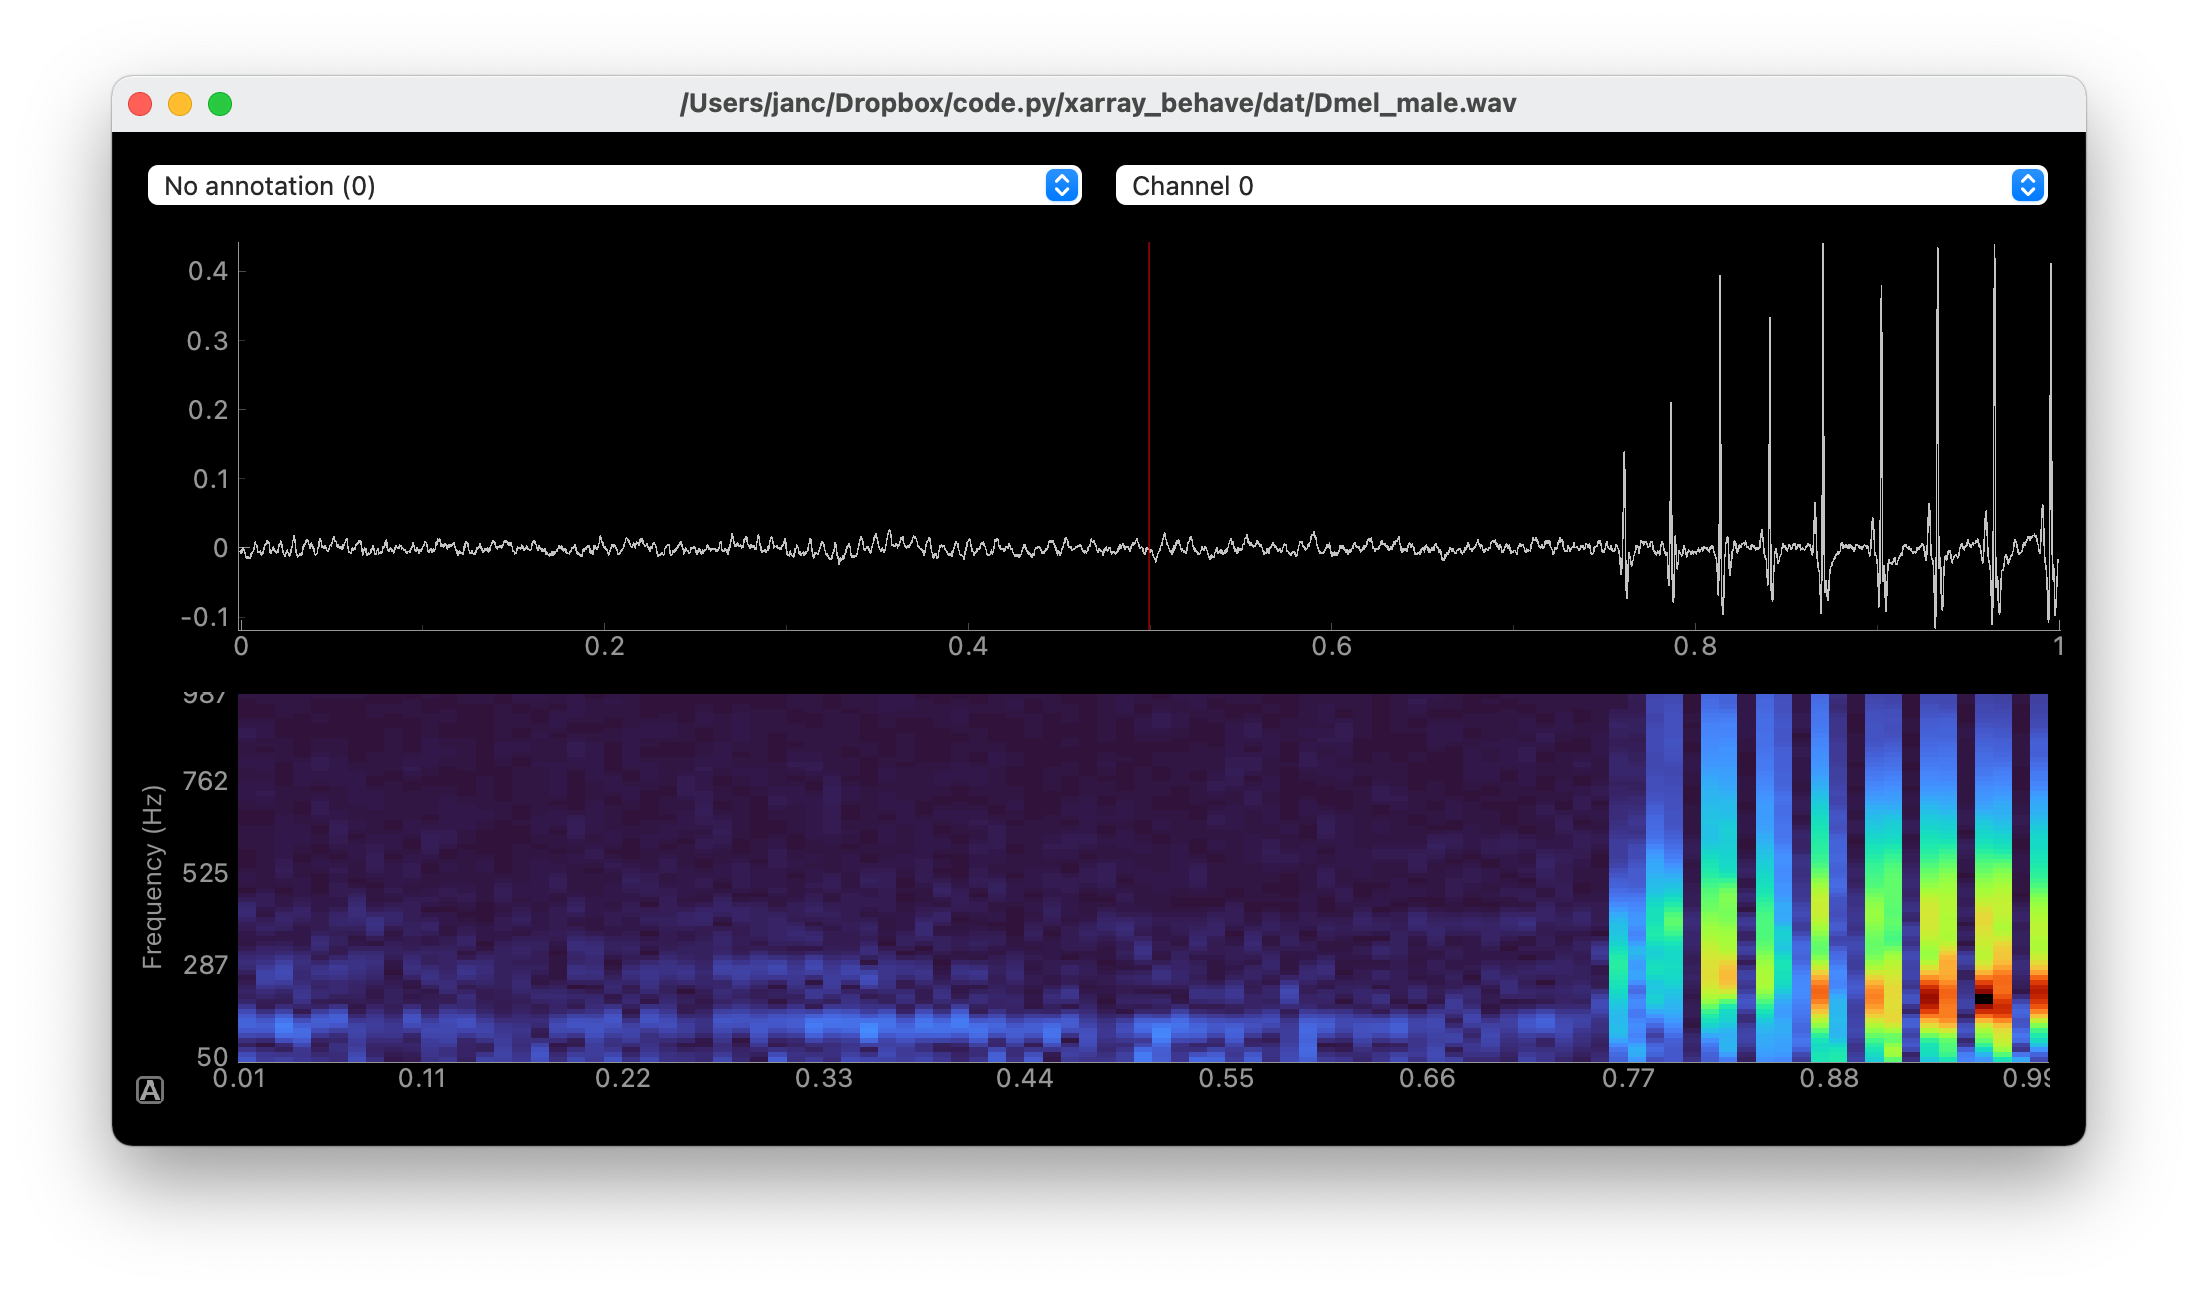 /Users/janc/Dropbox/code.py/xarray_behave/dat/Dmel_male.wav
No annotation (0)
Channel 0
0.4
0.3
0.2
0.1
0
-0.1
0 0.2 0.4 0.6 0.8 1
987
762
525
287
50
Frequency (Hz)
0.01 0.11 0.22 0.33 0.44 0.55 0.66 0.77 0.88 0.99
A